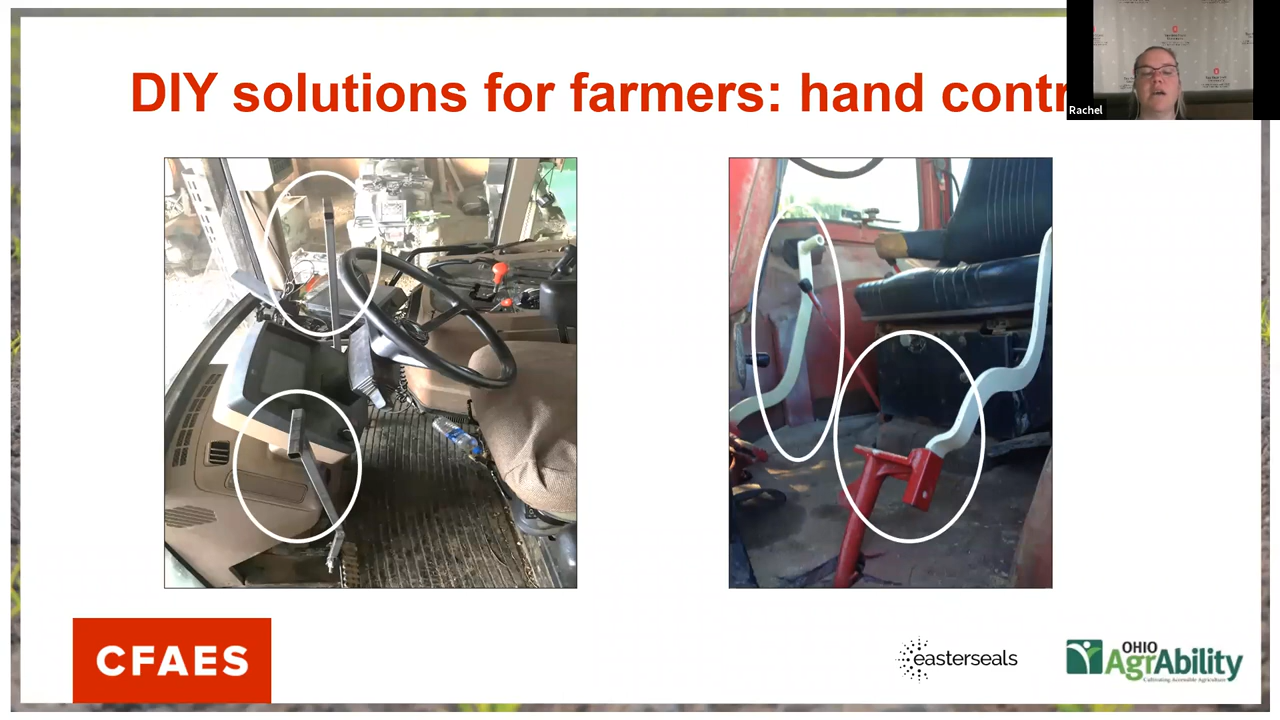 DIY solutions for farmers: hand contr
Rachel
CFAES
easterseals
OHIO
AgrAbility
Cultivating Accessible Agriculture